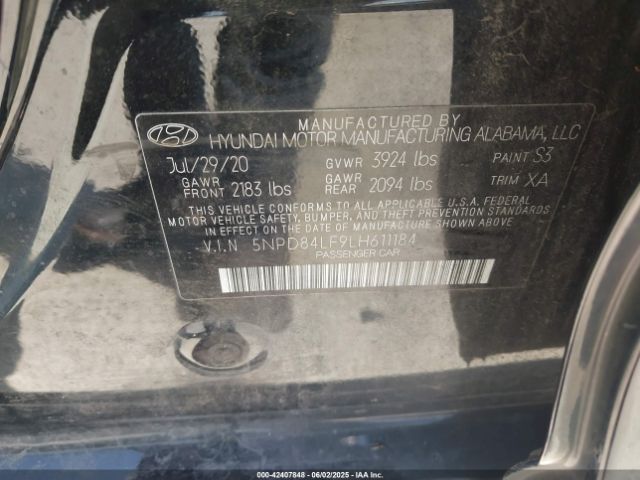 MANUFACTURED BY
HYUNDAI MOTOR MANUFACTURING ALABAMA, LLC
Jul/29/20 GVWR 3924 lbs PAINT S3
GAWR FRONT 2183 lbs GAWR REAR 2094 lbs TRIM XA
THIS VEHICLE CONFORMS TO ALL APPLICABLE U.S.A. FEDERAL
MOTOR VEHICLE SAFETY, BUMPER, AND THEFT PREVENTION
STANDARDS IN EFFECT ON THE DATE OF MANUFACTURE SHOWN ABOVE
V.I.N 5NPD84LF9LH611184
PASSENGER CAR
000-42407848 - 06/02/2025 - IAAI.COM